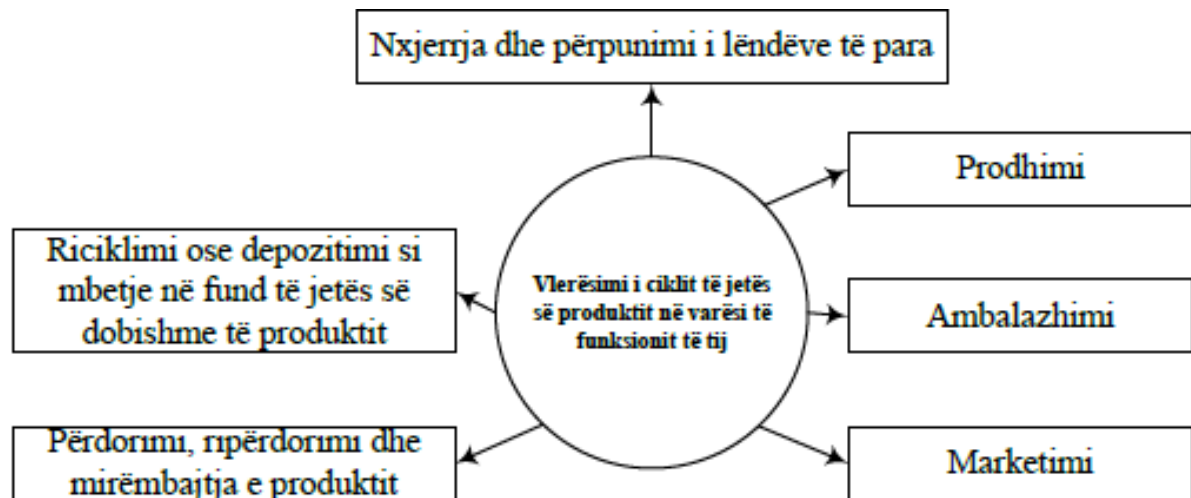 Nxjerrja dhe përpunimi i lëndëve të para
Prodhimi
Riciklimi ose depozitimi si
mbetje në fund të jetës së
dobishme të produktit
Vlerësimi i ciklit të jetës
së produktit në varësi të
funksionit të tij
Ambalazhimi
Përdorimi, ripërdorimi dhe
mirëmbajtja e produktit
Marketimi